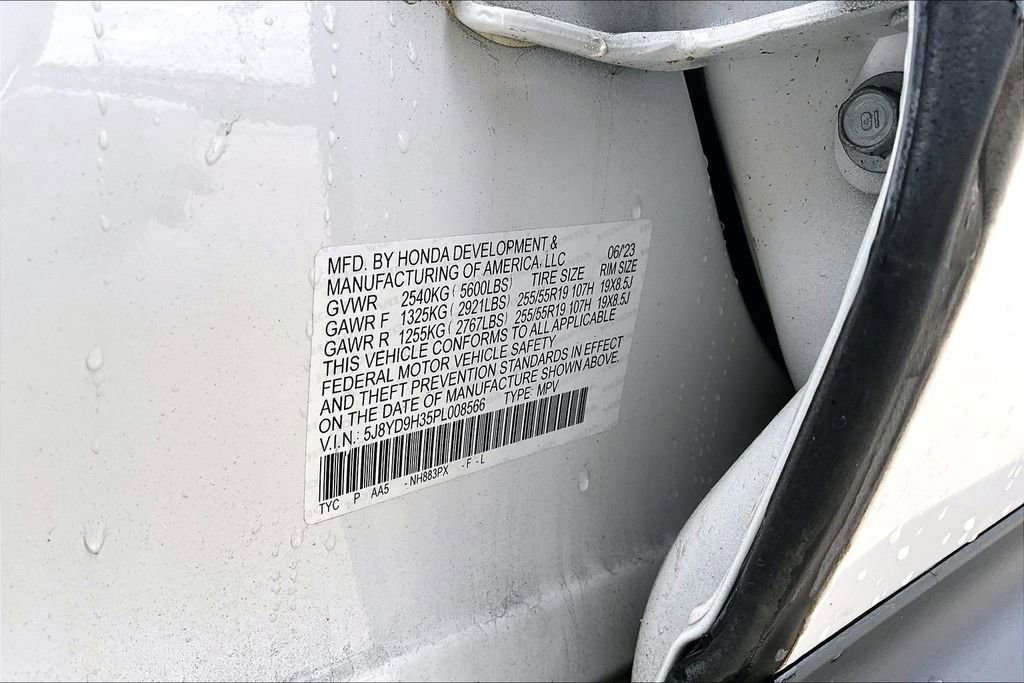 MFD. BY HONDA DEVELOPMENT &
MANUFACTURING OF AMERICA, LLC 06/'23
GVWR 2540KG ( 5600LBS) TIRE SIZE RIM SIZE
GAWR F 1325KG ( 2921LBS) 255/55R19 107H 19X8.5J
GAWR R 1255KG ( 2767LBS) 255/55R19 107H 19X8.5J
THIS VEHICLE CONFORMS TO ALL APPLICABLE
FEDERAL MOTOR VEHICLE SAFETY
AND THEFT PREVENTION STANDARDS IN EFFECT
ON THE DATE OF MANUFACTURE SHOWN ABOVE.
V.I.N.: 5J8YD9H35PL008566 TYPE: MPV
TYC P AA5 -NH883PX -F-L